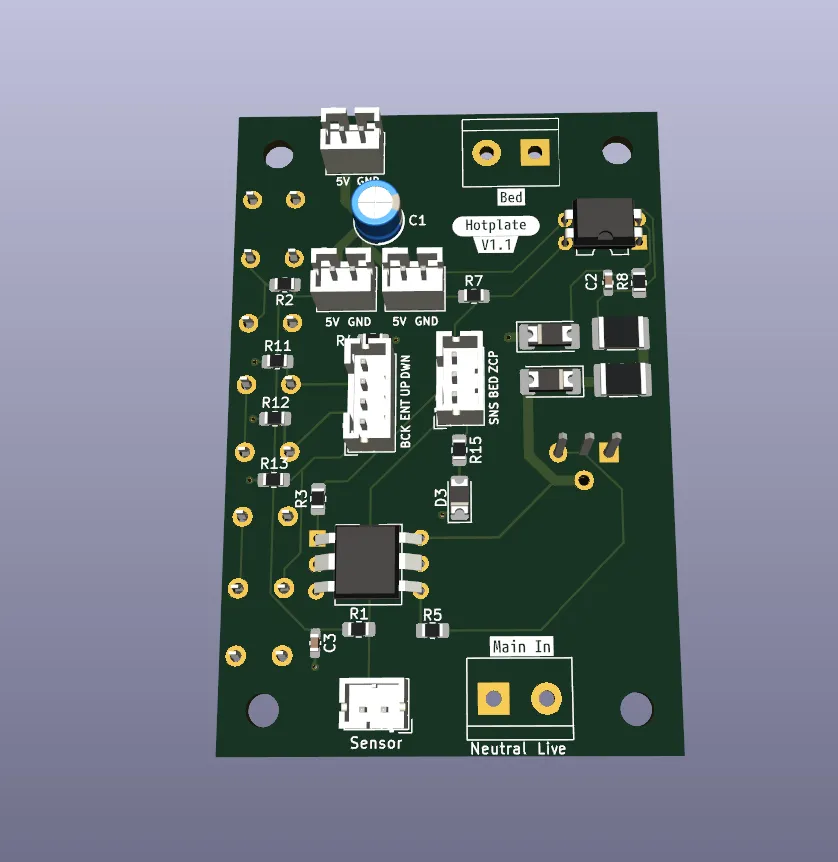 5V GND
C1
Bed
Hotplate
V1.1
R2
R7
C2
R8
5V GND
5V GND
R11
R12
R13
BCK ENT UP DWN
SNS BED ZCP
R15
R3
D3
R1
R5
C3
Main In
Sensor
Neutral Live